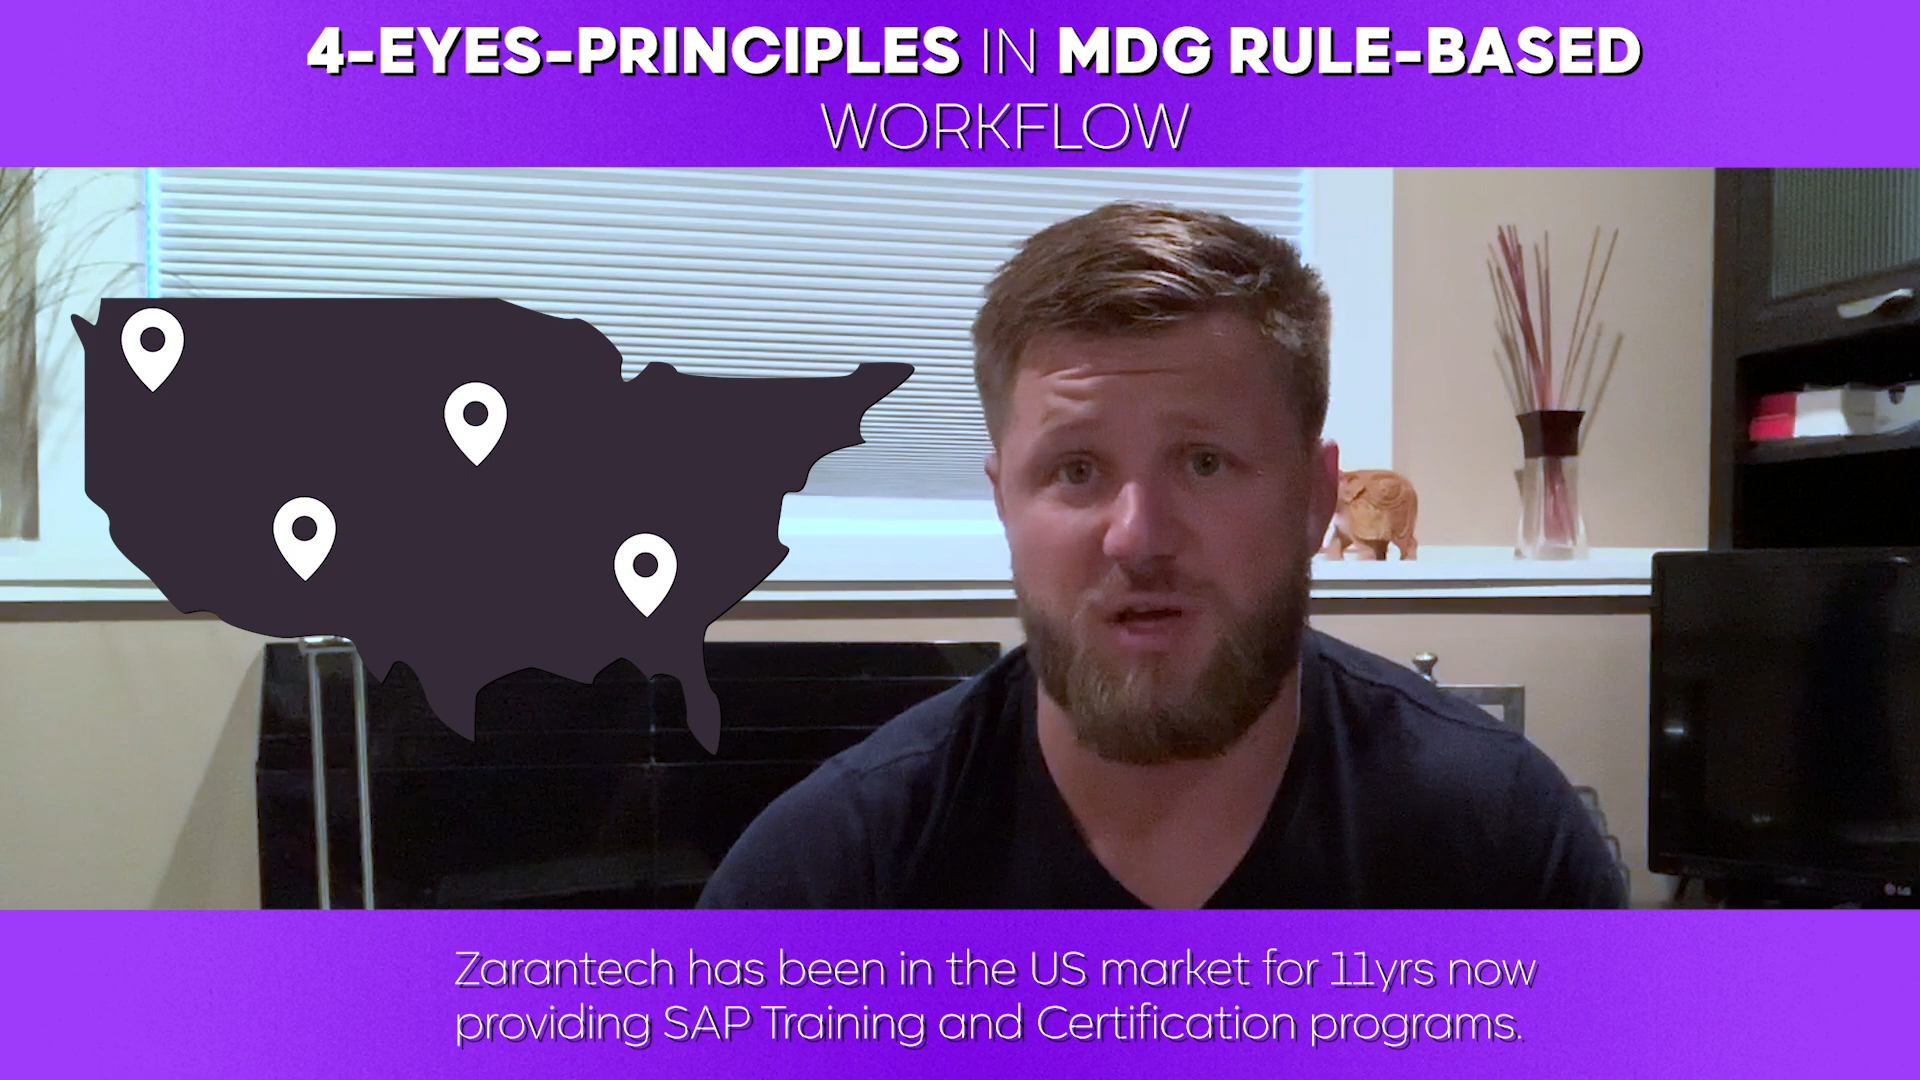 4-EYES-PRINCIPLES IN MDG RULE-BASED
WORKFLOW
LG
Zarantech has been in the US market for 11yrs now
providing SAP Training and Certification programs.